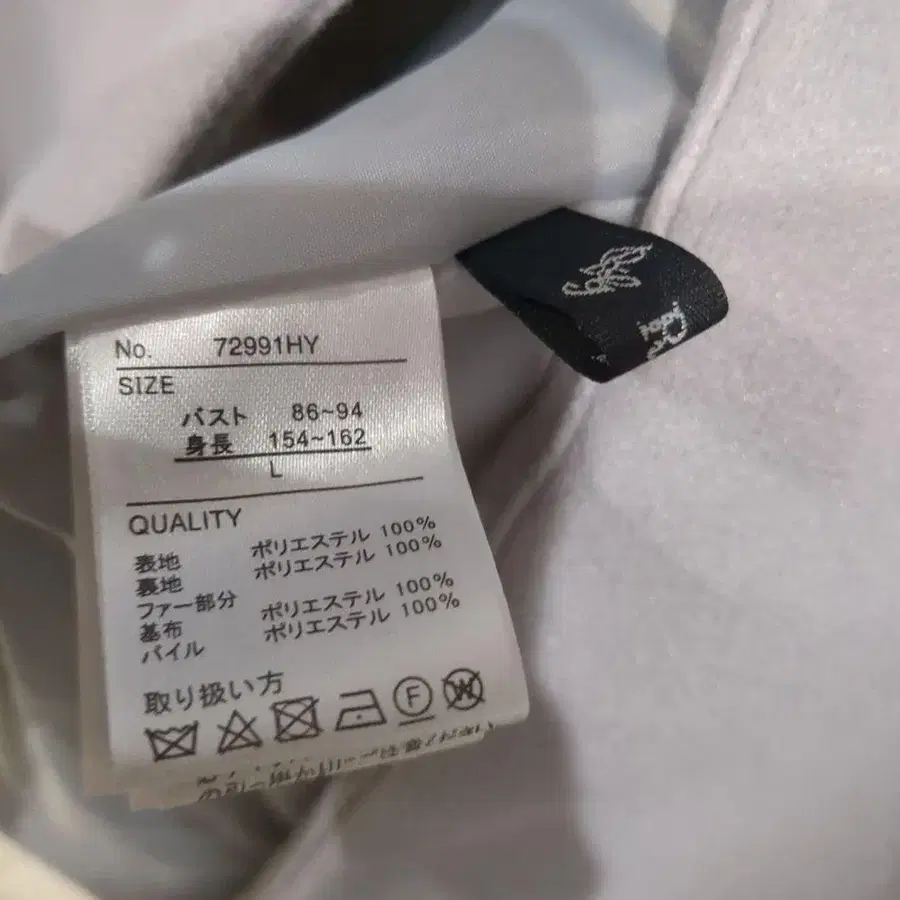 No. 72991HY
SIZE
バスト 86~94
身長 154~162
L
QUALITY
表地 ポリエステル 100%
裏地 ポリエステル 100%
ファー部分
基布 ポリエステル 100%
パイル ポリエステル 100%
取り扱い方
F W